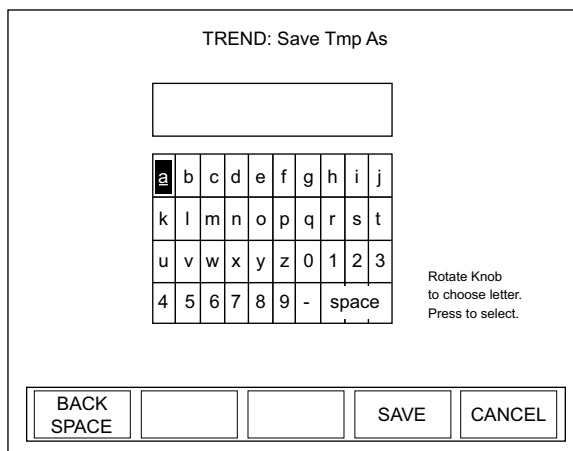 TREND: Save Tmp As
a b c d e f g h i j
k l m n o p q r s t
u v w x y z 0 1 2 3
4 5 6 7 8 9 - space
Rotate Knob
to choose letter.
Press to select.
BACK
SPACE
SAVE
CANCEL